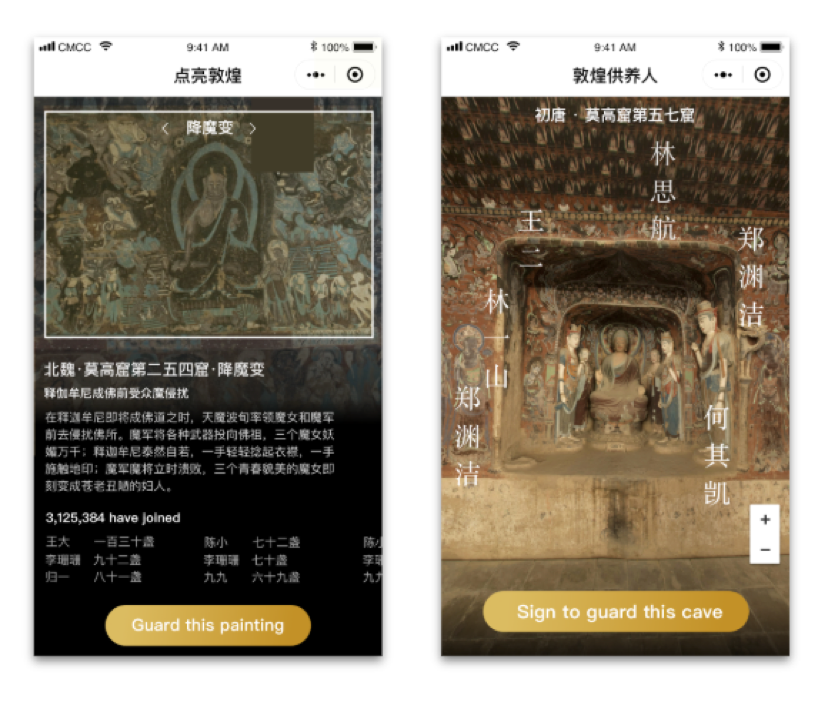 CMCC 9:41 AM 100%
点亮敦煌
降魔变
北魏·莫高窟第二五四窟·降魔变
释伽牟尼成佛前受众魔侵扰
在释迦牟尼即将成佛道之时，天魔波旬率领魔女和魔军
前去侵扰佛所。魔军将各种武器投向佛祖，三个魔女妖
媚万千；释迦牟尼泰然自若，一手轻轻捻起衣襟，一手
施触地印；魔军魔将立时溃败，三个青春貌美的魔女即
刻变成苍老丑陋的妇人。
3,125,384 have joined
王大 一百三十盏 陈小 七十二盏 陈小
李珊珊 九十二盏 李珊珊 七十盏 李
归一 八十一盏 九九 六十九盏 九九
Guard this painting
CMCC 9:41 AM 100%
敦煌供养人
初唐 · 莫高窟第五七窟
林思航
王二
郑渊洁
林一山
郑渊洁
何其凯
+
−
Sign to guard this cave